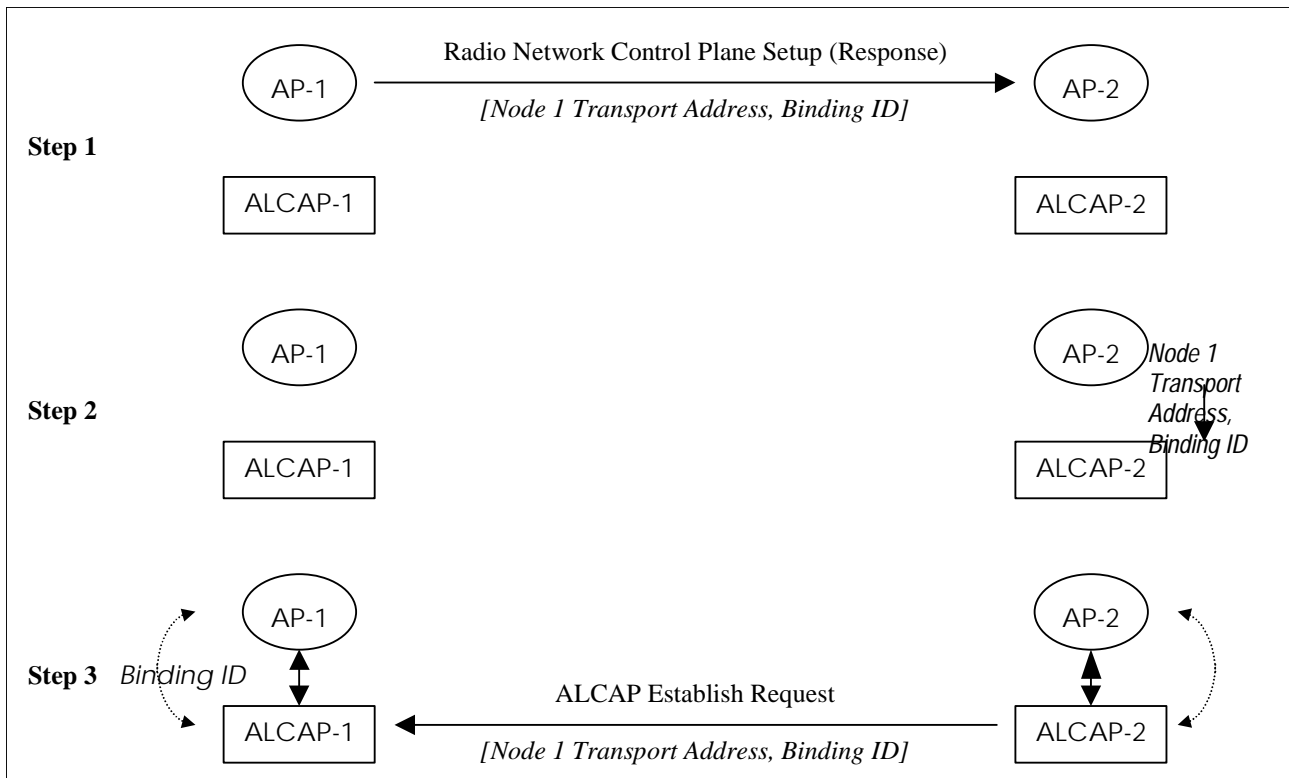 Radio Network Control Plane Setup (Response)
AP-1
AP-2
[Node 1 Transport Address, Binding ID]
Step 1
ALCAP-1
ALCAP-2
AP-1
AP-2
Node 1
Transport
Address,
Binding ID
Step 2
ALCAP-1
ALCAP-2
AP-1
AP-2
Step 3
Binding ID
ALCAP Establish Request
ALCAP-1
ALCAP-2
[Node 1 Transport Address, Binding ID]